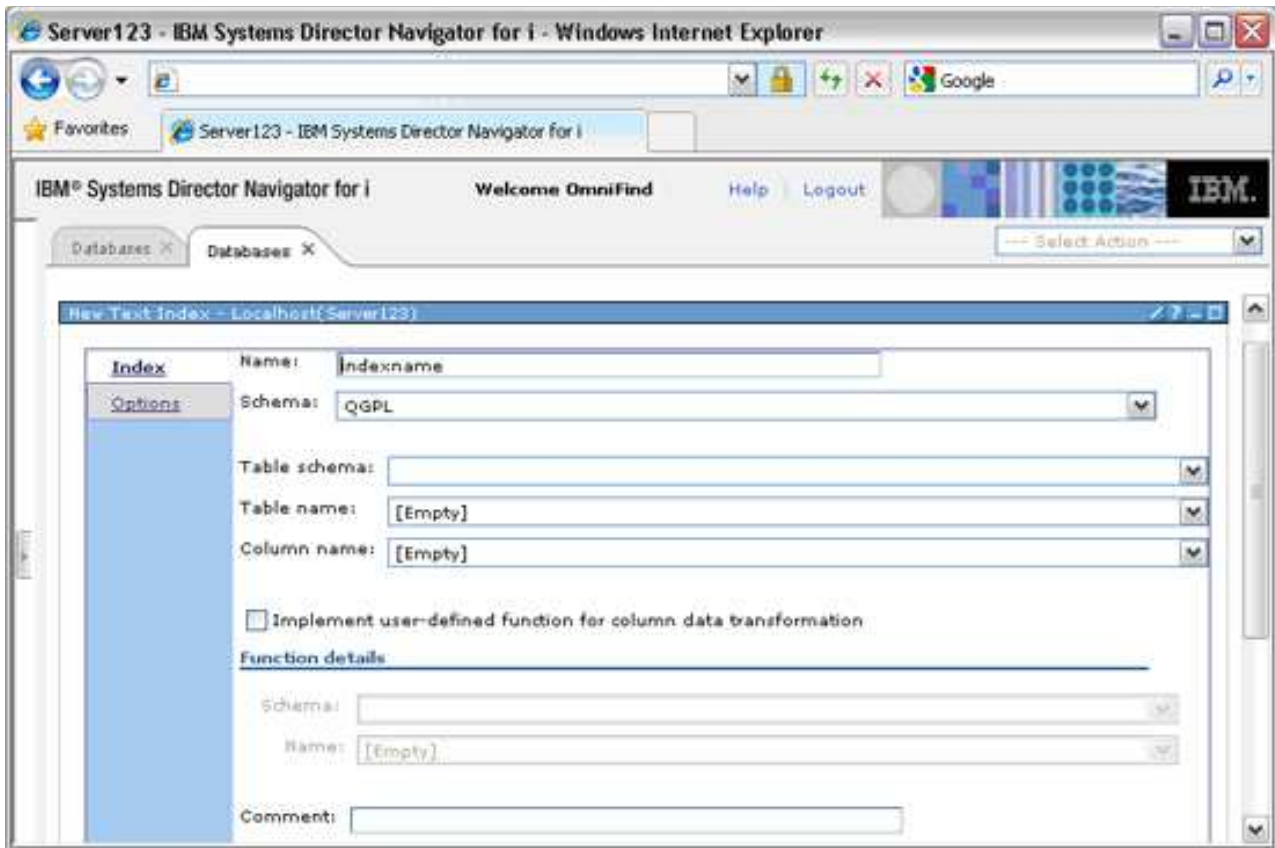 Server123 - IBM Systems Director Navigator for i - Windows Internet Explorer
Google
Favorites
Server123 - IBM Systems Director Navigator for i
IBM® Systems Director Navigator for i
Welcome OmniFind
Help
Logout
IBM.
Databases
Databases
--- Select Action ---
New Text Index - Localhost(Server123)
Index
Options
Name:
indexname
Schema:
QGPL
Table schema:
Table name:
[Empty]
Column name:
[Empty]
Implement user-defined function for column data transformation
Function details
Schema:
Name:
[Empty]
Comment: